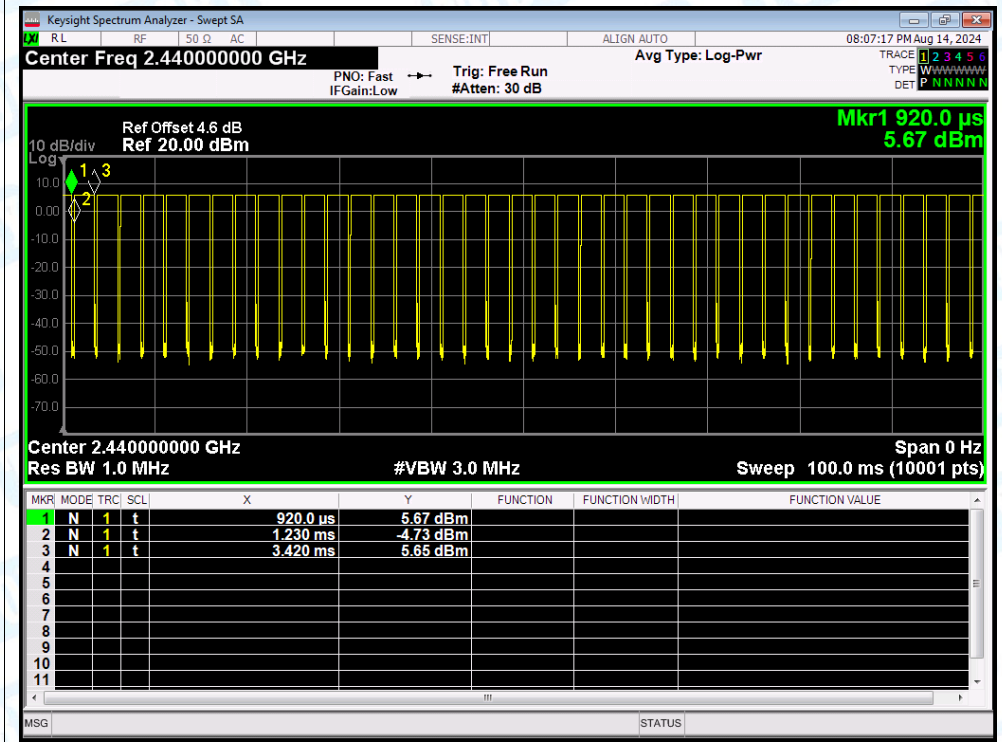 Keysight Spectrum Analyzer - Swept SA
LXI RL RF 50 Ω AC SENSE:INT ALIGN AUTO 08:07:17 PM Aug 14, 2024
Center Freq 2.440000000 GHz Avg Type: Log-Pwr TRACE 1 2 3 4 5 6
PNO: Fast Trig: Free Run TYPE WWWWWW
IFGain:Low #Atten: 30 dB DET P N N N N N
Mkr1 920.0 µs
5.67 dBm
Ref Offset 4.6 dB
10 dB/div Ref 20.00 dBm
Log
1 3
10.0
2
0.00
-10.0
-20.0
-30.0
-40.0
-50.0
-60.0
-70.0
Center 2.440000000 GHz Span 0 Hz
Res BW 1.0 MHz #VBW 3.0 MHz Sweep 100.0 ms (10001 pts)
MKR MODE TRC SCL X Y FUNCTION FUNCTION WIDTH FUNCTION VALUE
1 N 1 t 920.0 µs 5.67 dBm
2 N 1 t 1.230 ms -4.73 dBm
3 N 1 t 3.420 ms 5.65 dBm
4
5
6
7
8
9
10
11
MSG STATUS